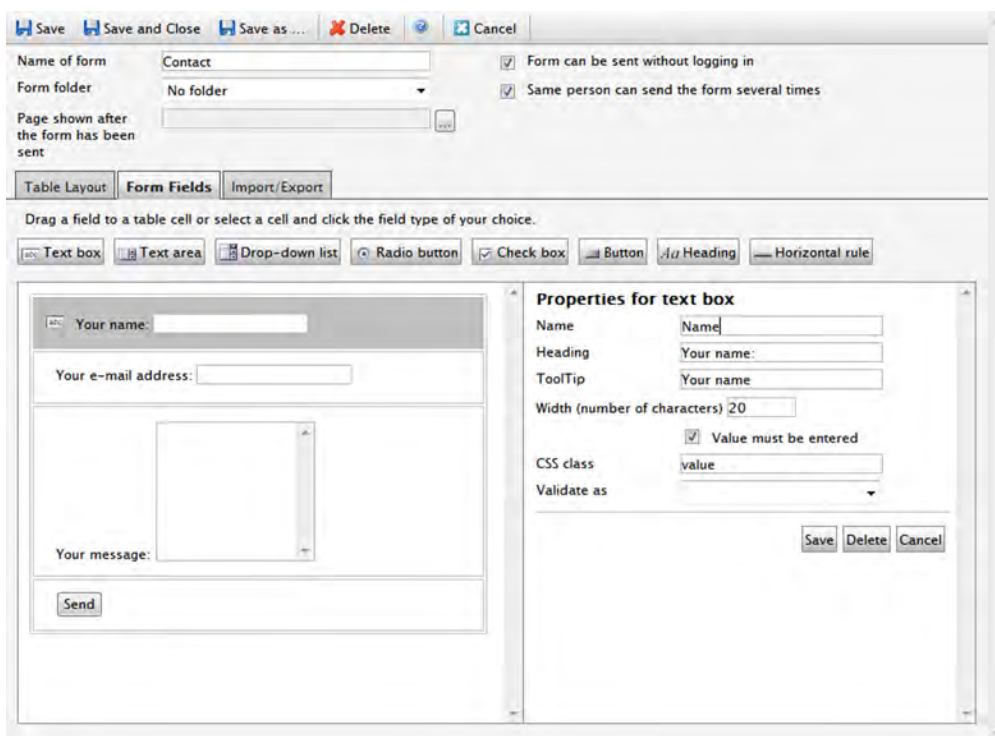 Save Save and Close Save as ... Delete Cancel
Name of form Contact Form can be sent without logging in
Form folder No folder Same person can send the form several times
Page shown after
the form has been
sent
...
Table Layout Form Fields Import/Export
Drag a field to a table cell or select a cell and click the field type of your choice.
abc Text box Text area Drop-down list Radio button Check box Button Aa Heading Horizontal rule
Properties for text box
abc Your name:
Name Name
Heading Your name:
Your e-mail address:
ToolTip Your name
Width (number of characters) 20
Value must be entered
CSS class value
Validate as
Save Delete Cancel
Your message:
Send